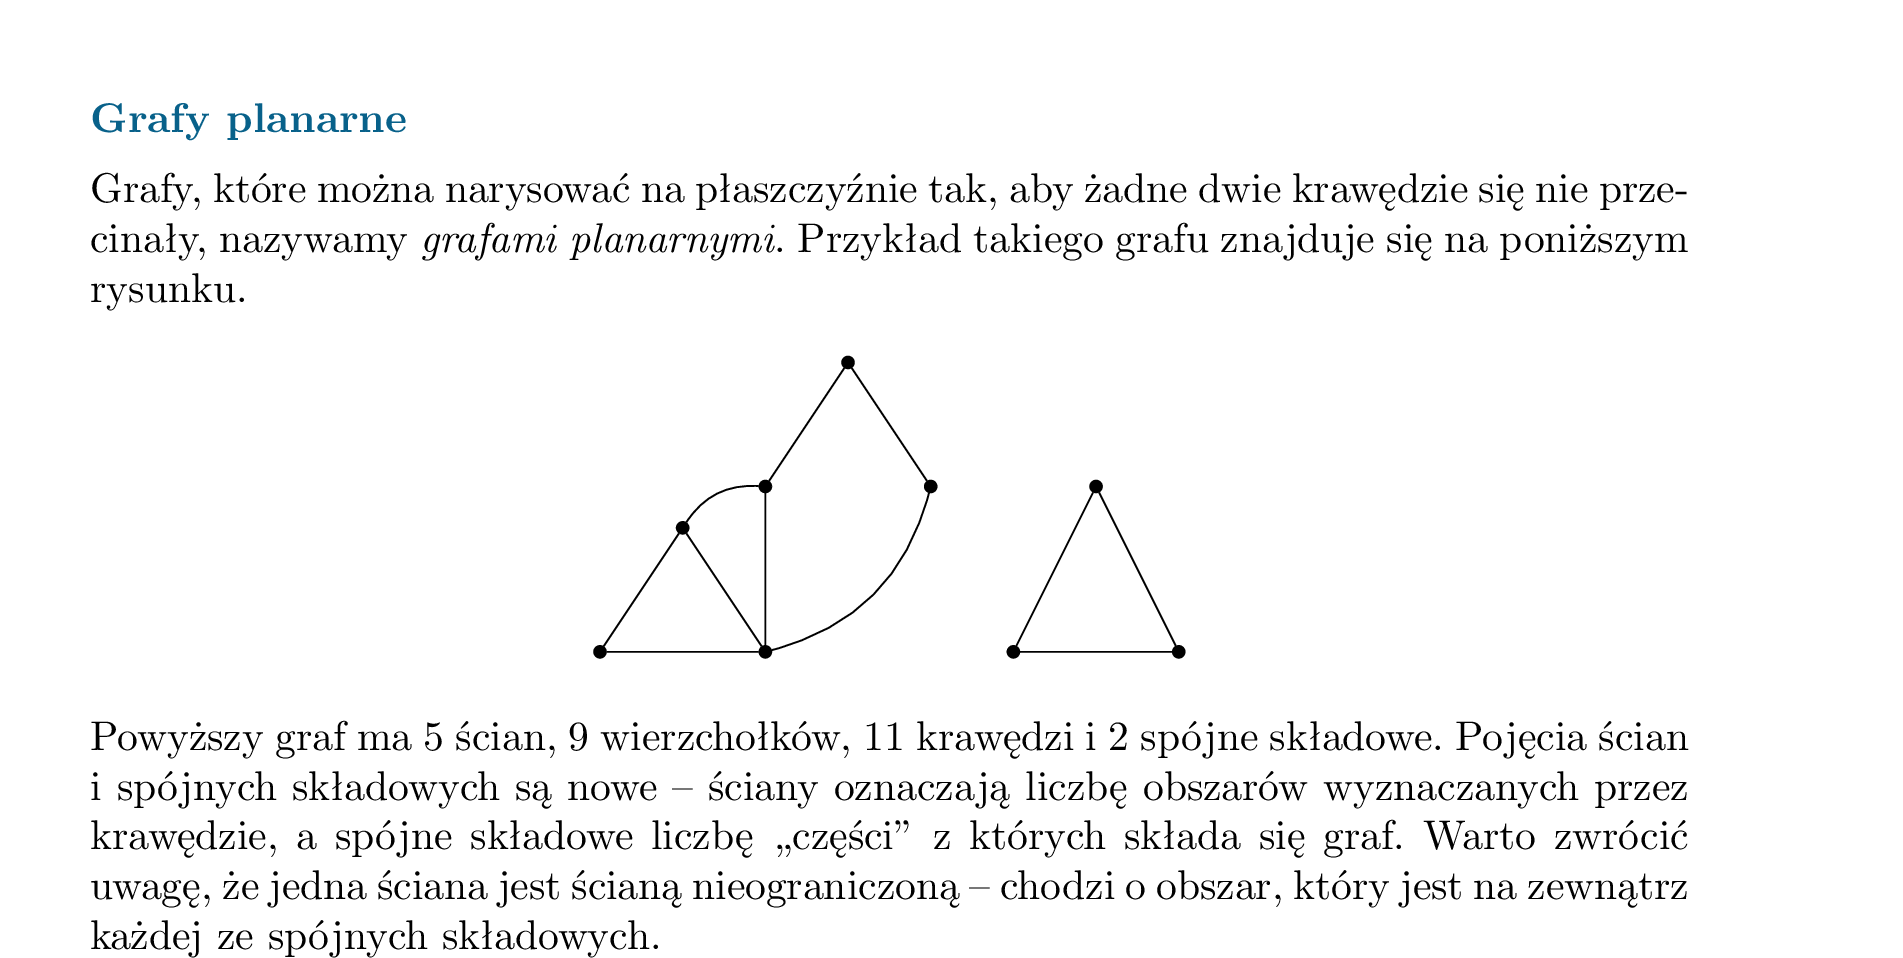 Grafy planarne
Grafy, które można narysować na płaszczyźnie tak, aby żadne dwie krawędzie się nie prze-
cinały, nazywamy grafami planarnymi. Przykład takiego grafu znajduje się na poniższym
rysunku.
Powyższy graf ma 5 ścian, 9 wierzchołków, 11 krawędzi i 2 spójne składowe. Pojęcia ścian
i spójnych składowych są nowe – ściany oznaczają liczbę obszarów wyznaczanych przez
krawędzie, a spójne składowe liczbę „części” z których składa się graf. Warto zwrócić
uwagę, że jedna ściana jest ścianą nieograniczoną – chodzi o obszar, który jest na zewnątrz
każdej ze spójnych składowych.